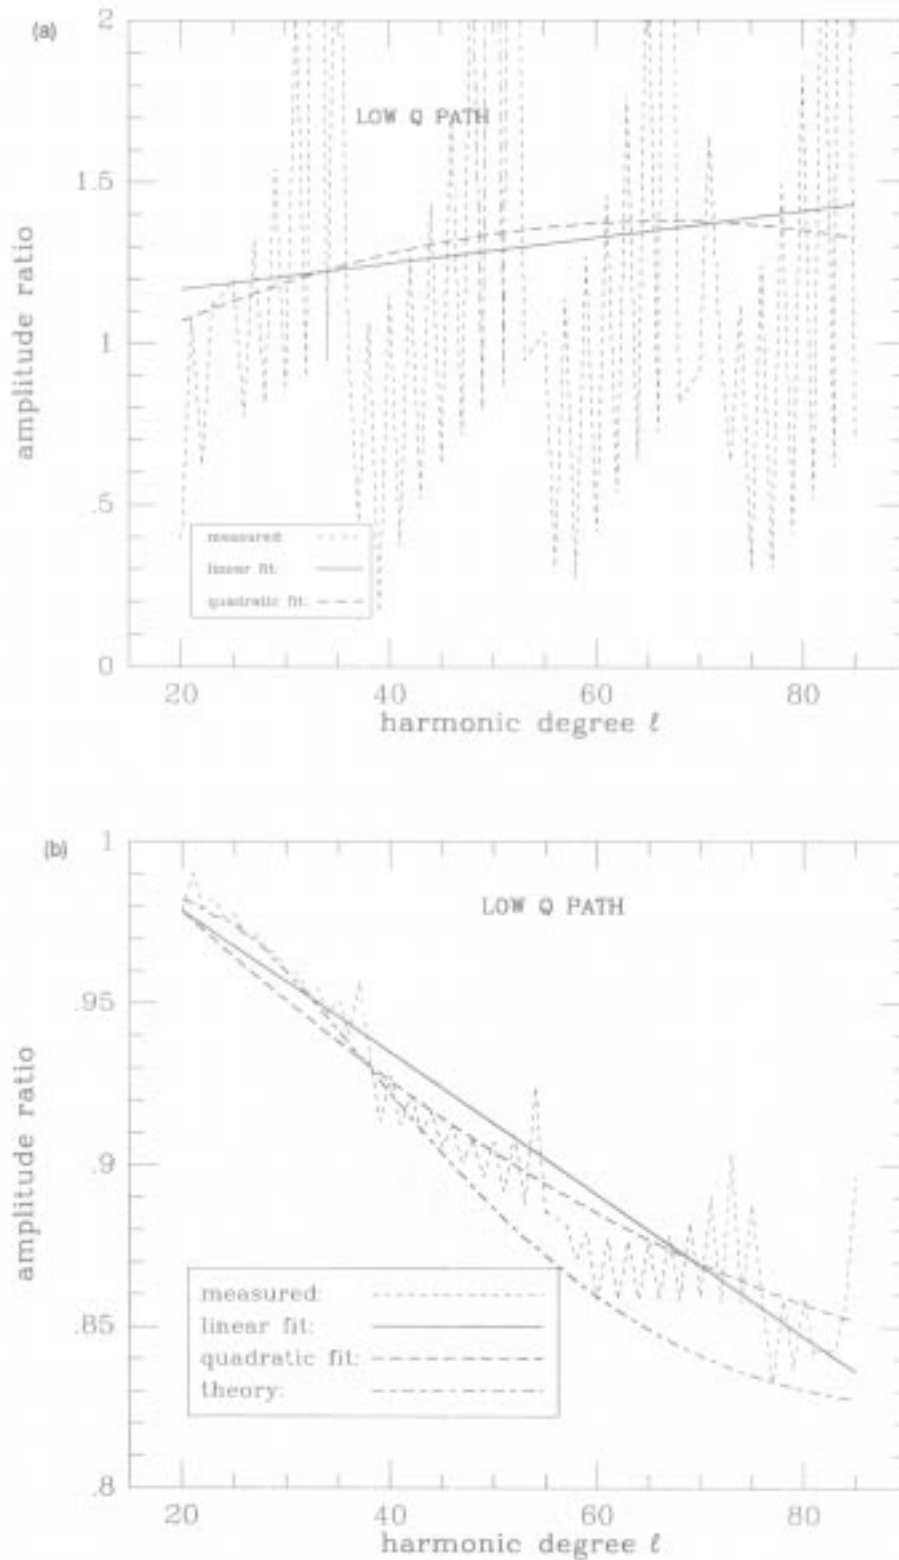 (a)
2
LOW Q PATH
1.5
amplitude ratio
1
.5
measured:
linear fit:
quadratic fit:
0
20 40 60 80
harmonic degree ℓ
(b)
1
LOW Q PATH
.95
amplitude ratio
.9
measured:
linear fit:
.85
quadratic fit:
theory:
.8
20 40 60 80
harmonic degree ℓ